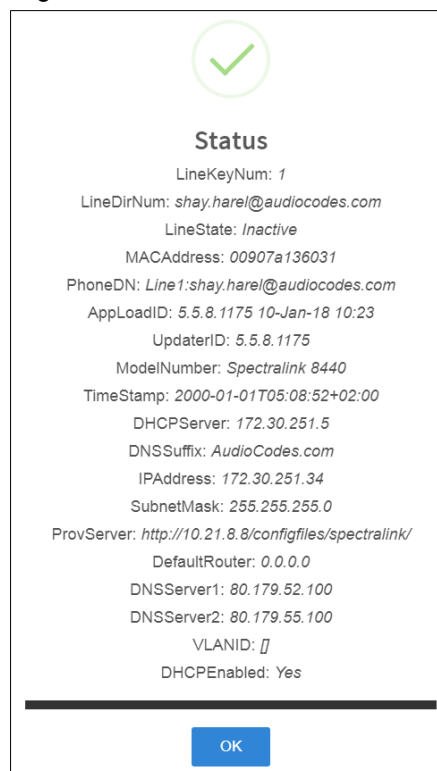 Status
LineKeyNum: 1
LineDirNum: shay.harel@audiocodes.com
LineState: Inactive
MACAddress: 00907a136031
PhoneDN: Line1:shay.harel@audiocodes.com
AppLoadID: 5.5.8.1175 10-Jan-18 10:23
UpdaterID: 5.5.8.1175
ModelNumber: Spectralink 8440
TimeStamp: 2000-01-01T05:08:52+02:00
DHCPServer: 172.30.251.5
DNSSuffix: AudioCodes.com
IPAddress: 172.30.251.34
SubnetMask: 255.255.255.0
ProvServer: http://10.21.8.8/configfiles/spectralink/
DefaultRouter: 0.0.0.0
DNSServer1: 80.179.52.100
DNSServer2: 80.179.55.100
VLANID: []
DHCPEnabled: Yes
OK